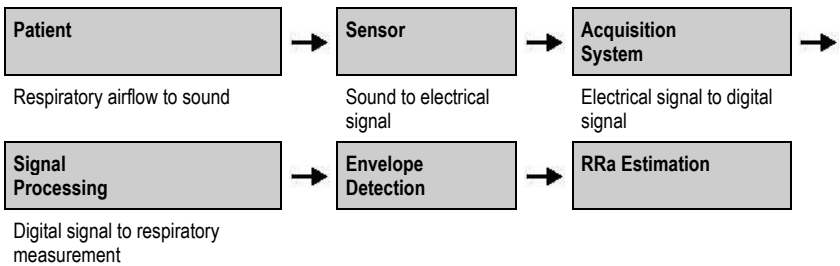 Patient
Sensor
Acquisition
System
Respiratory airflow to sound
Sound to electrical
signal
Electrical signal to digital
signal
Signal
Processing
Envelope
Detection
RRa Estimation
Digital signal to respiratory
measurement